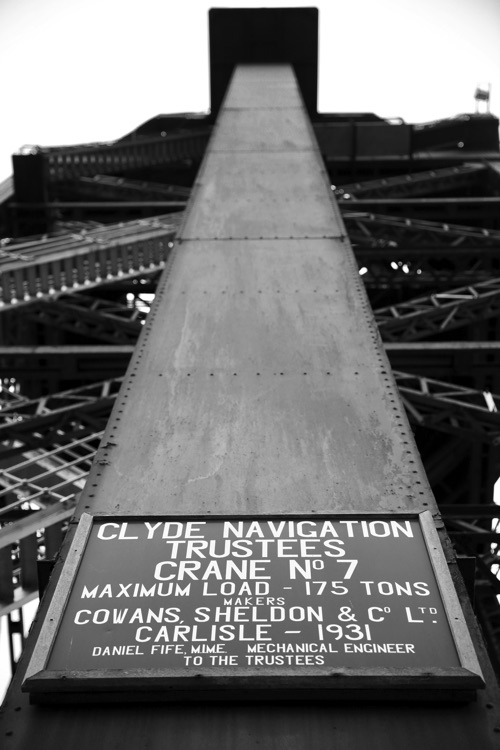 CLYDE NAVIGATION
TRUSTEES
CRANE Nº 7
MAXIMUM LOAD - 175 TONS
MAKERS
COWANS, SHELDON & Cº LTD.
CARLISLE - 1931
DANIEL FIFE, M.I.M.E. MECHANICAL ENGINEER
TO THE TRUSTEES